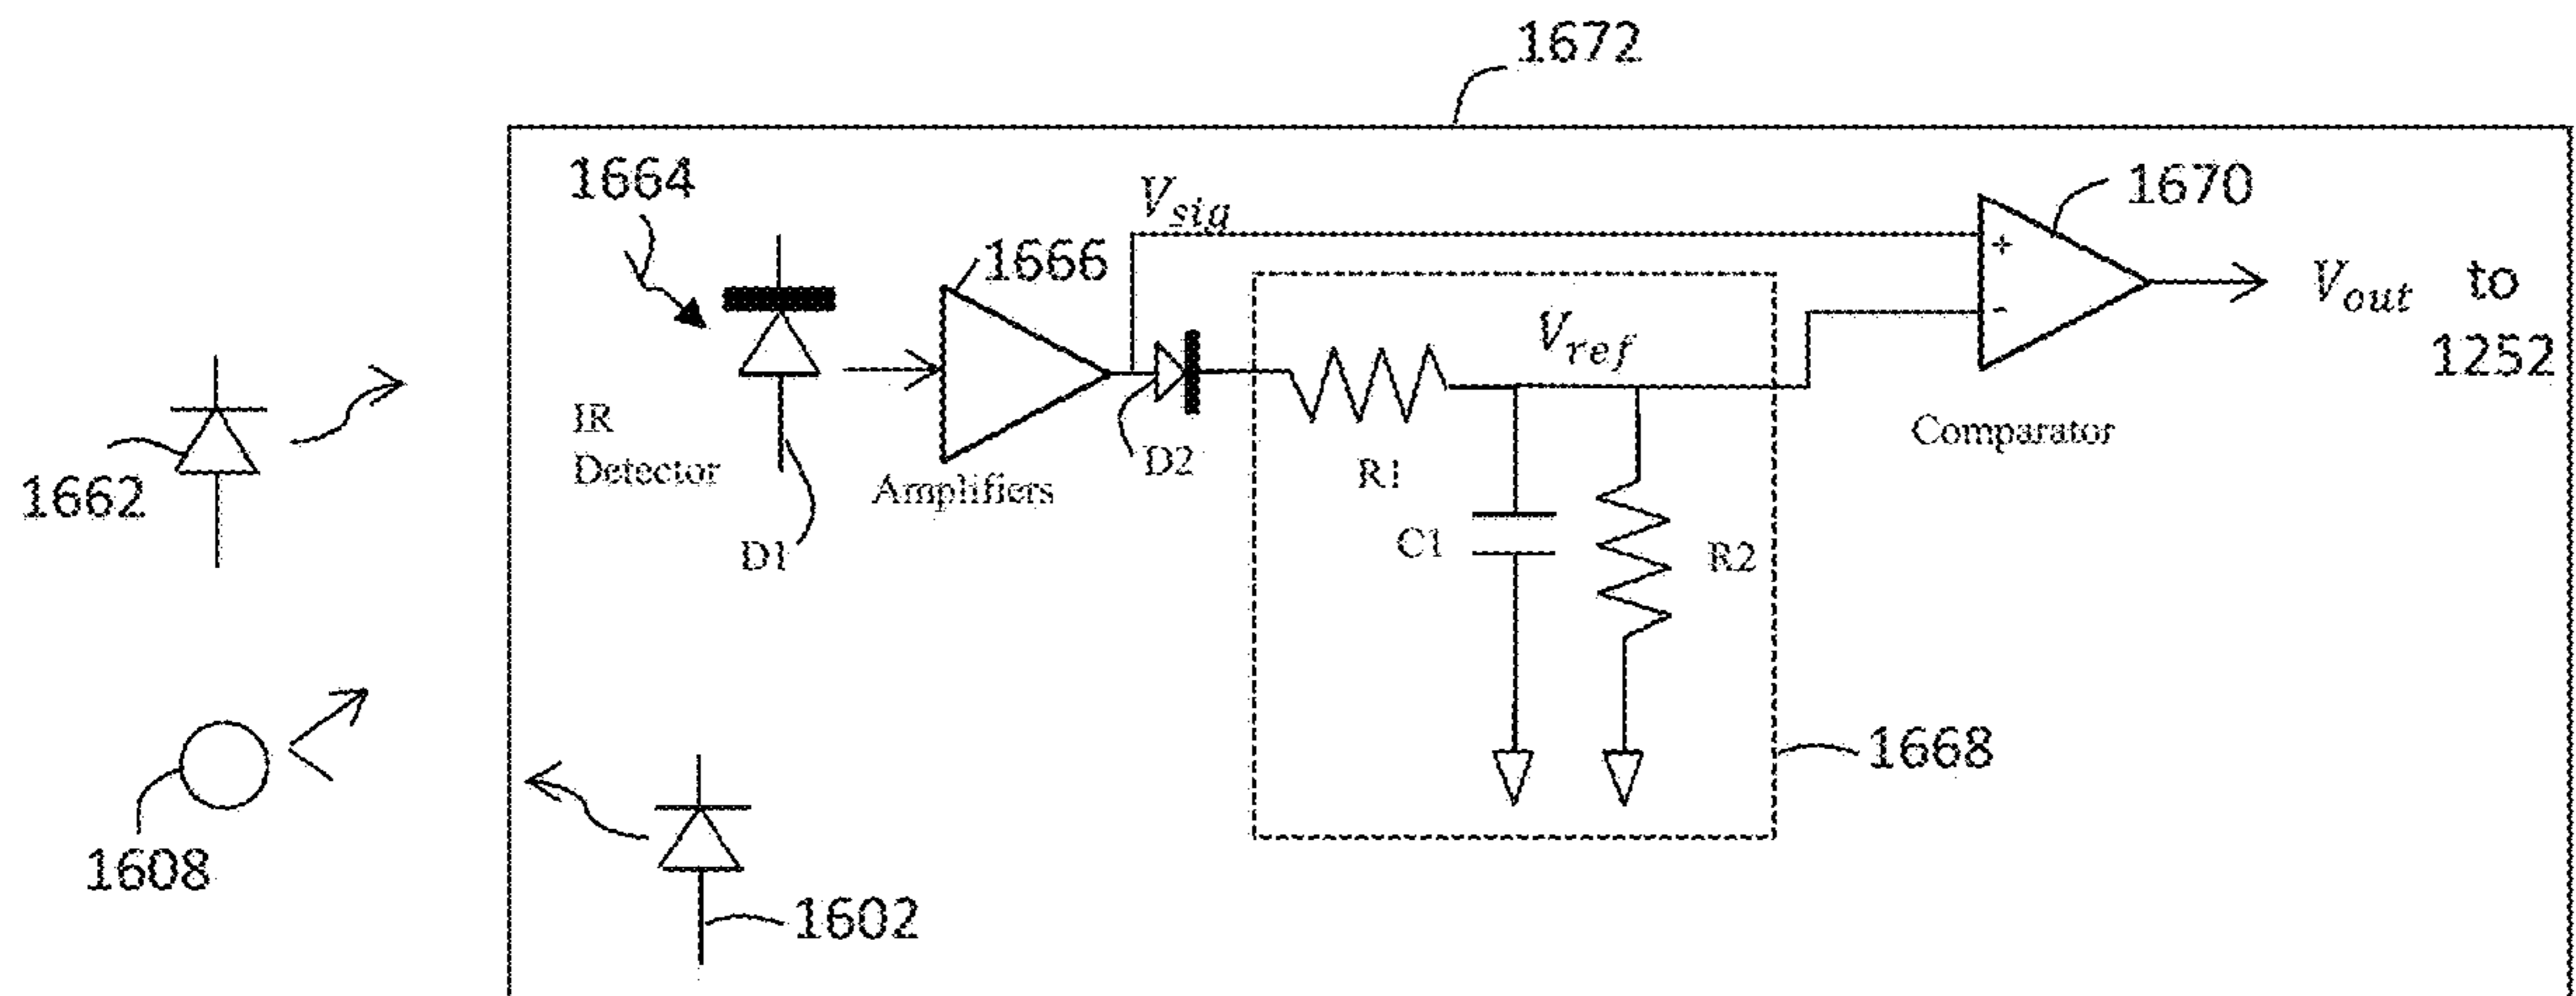 1672
1664
V_sig
1670
1666
+
V_out to
1252
V_ref
-
IR
Detector
1662
Amplifiers
D2
R1
Comparator
D1
C1
R2
1668
1608
1602